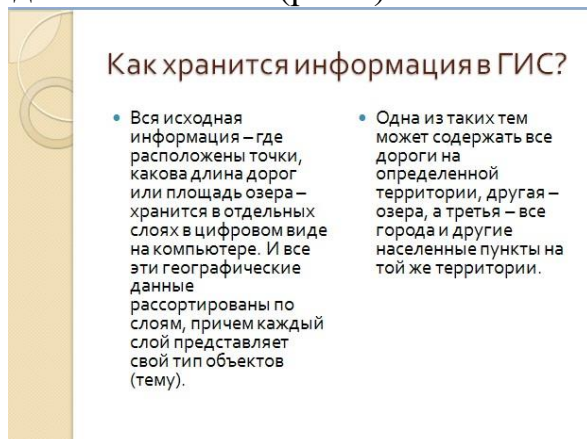 Как хранится информация в ГИС?
• Вся исходная
информация – где
расположены точки,
какова длина дорог
или площадь озера –
хранится в отдельных
слоях в цифровом виде
на компьютере. И все
эти географические
данные
рассортированы по
слоям, причем каждый
слой представляет
свой тип объектов
(тему).
• Одна из таких тем
может содержать все
дороги на
определенной
территории, другая –
озера, а третья – все
города и другие
населенные пункты на
той же территории.